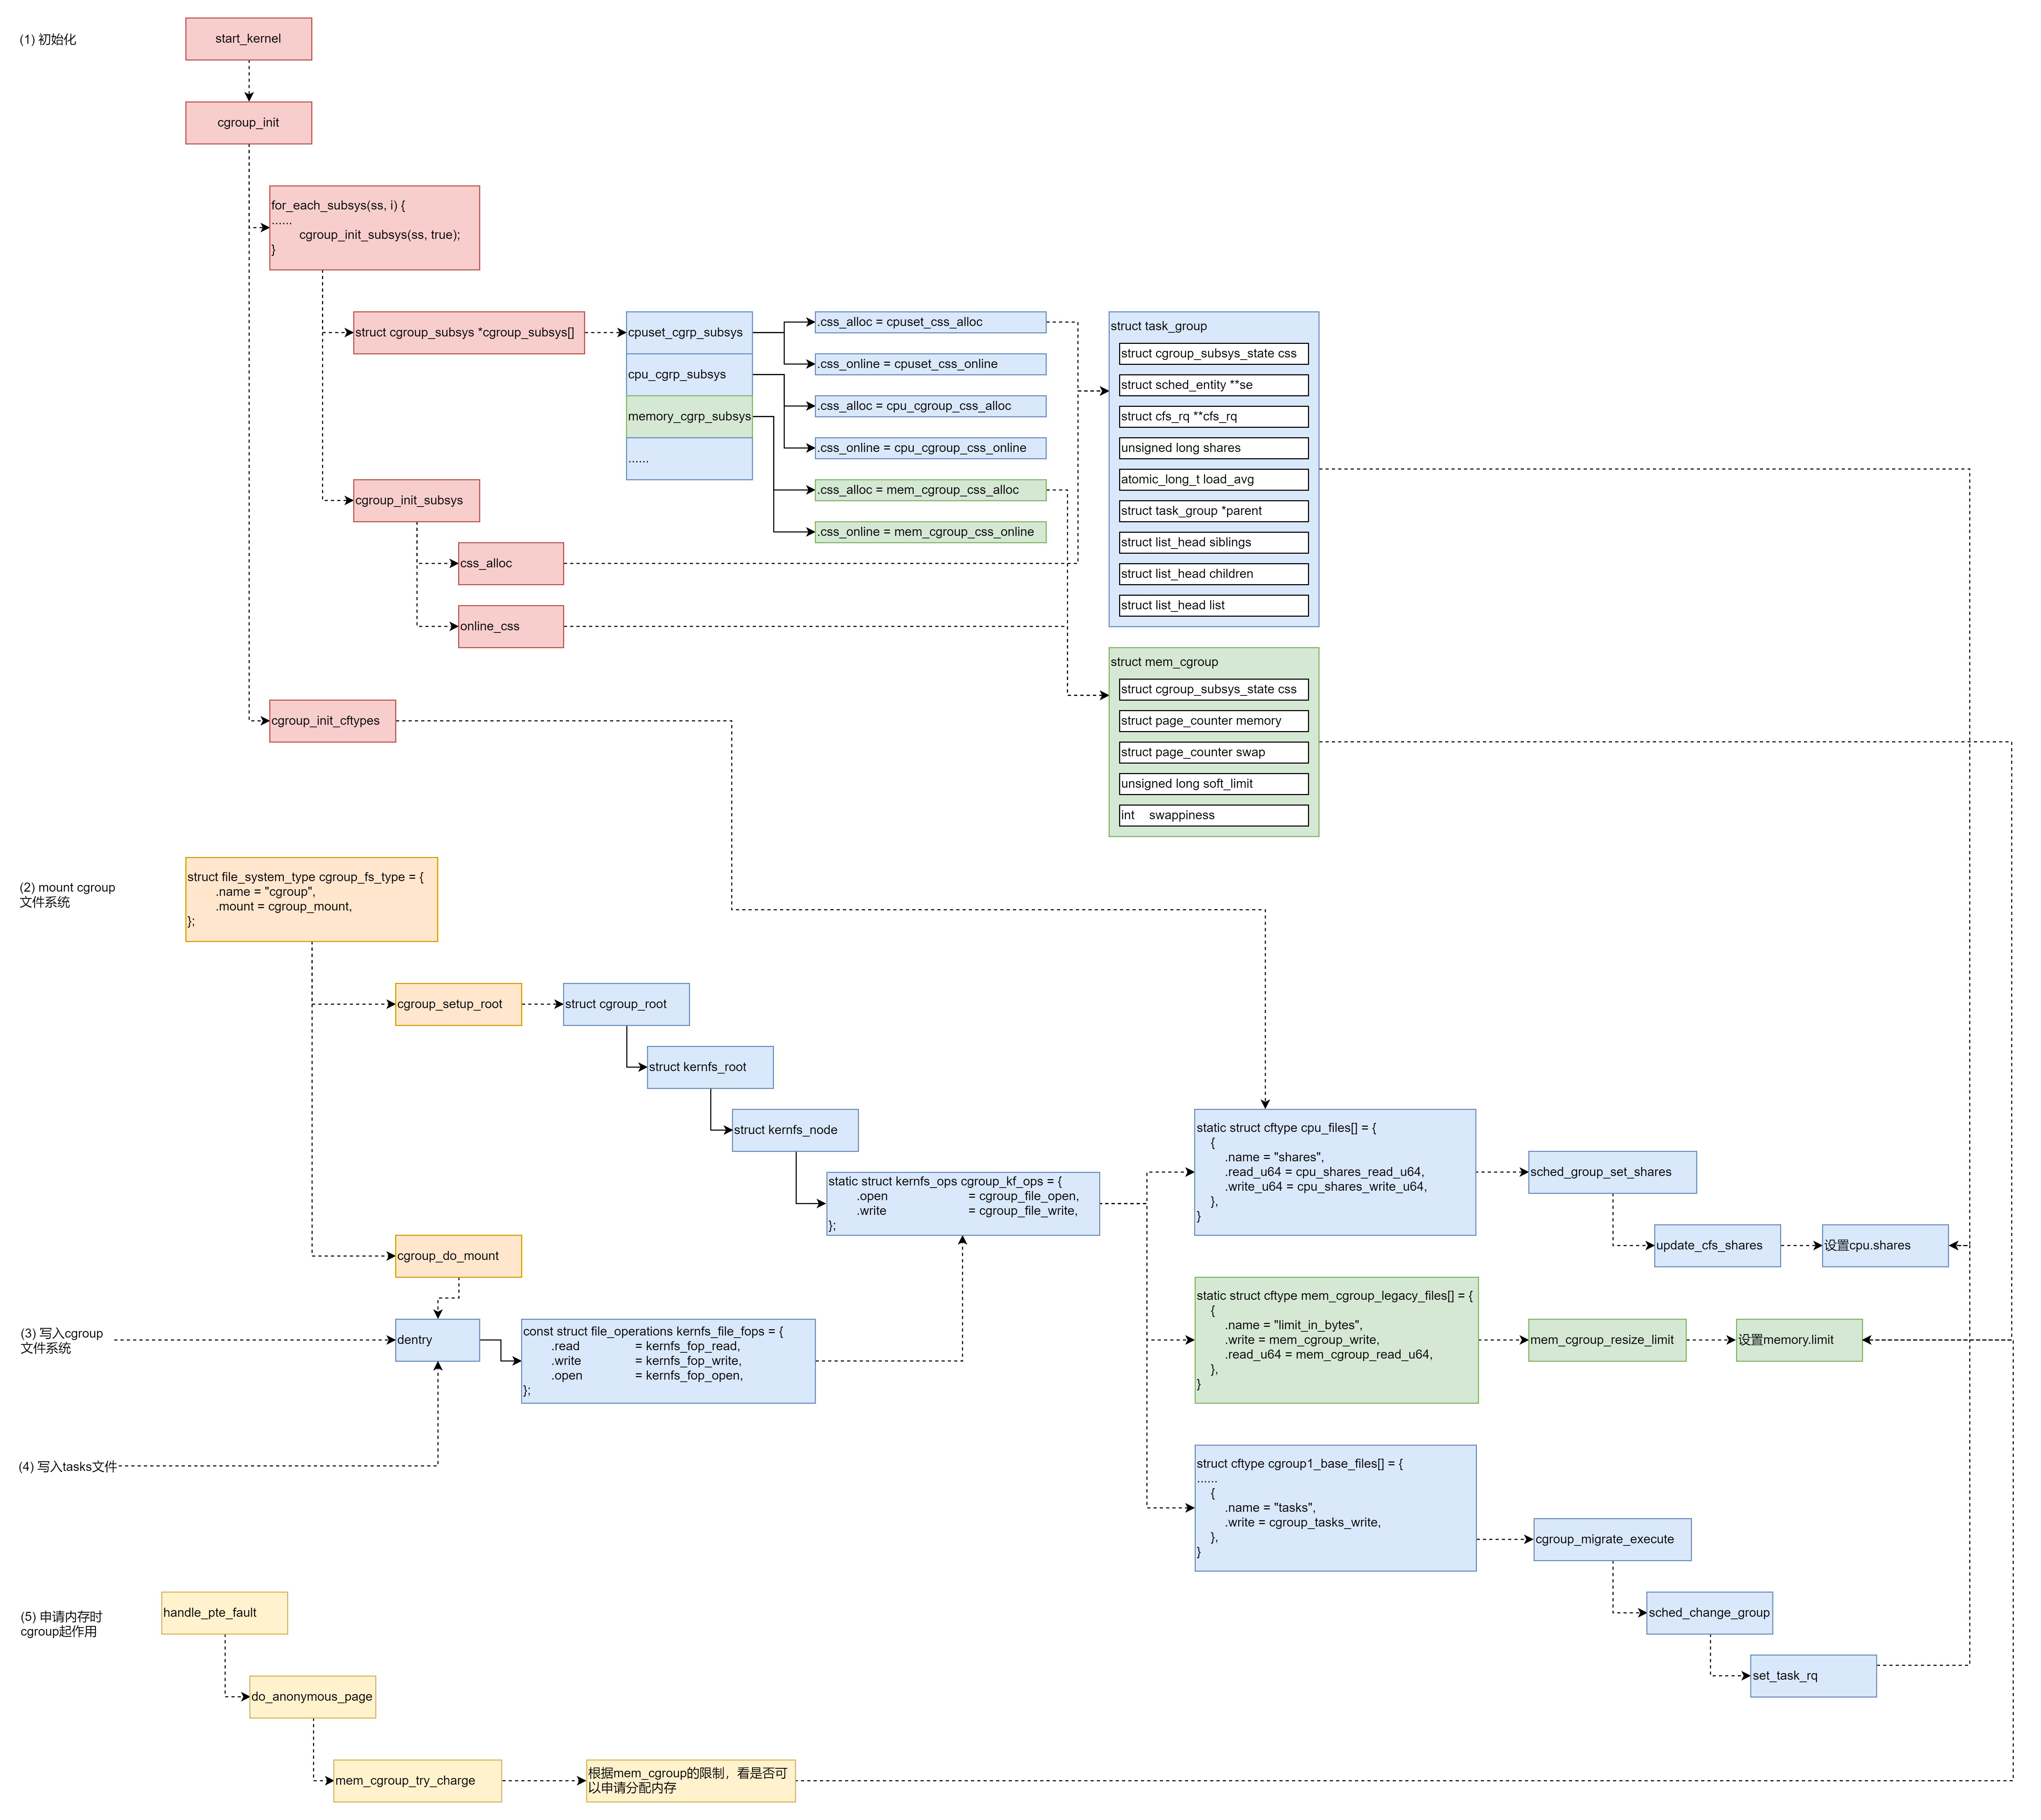 (1) 初始化
start_kernel
cgroup_init
for_each_subsys(ss, i) {
......
cgroup_init_subsys(ss, true);
}
struct cgroup_subsys *cgroup_subsys[]
cpuset_cgrp_subsys
cpu_cgrp_subsys
memory_cgrp_subsys
......
.css_alloc = cpuset_css_alloc
.css_online = cpuset_css_online
.css_alloc = cpu_cgroup_css_alloc
.css_online = cpu_cgroup_css_online
.css_alloc = mem_cgroup_css_alloc
.css_online = mem_cgroup_css_online
struct task_group
struct cgroup_subsys_state css
struct sched_entity **se
struct cfs_rq **cfs_rq
unsigned long shares
atomic_long_t load_avg
struct task_group *parent
struct list_head siblings
struct list_head children
struct list_head list
cgroup_init_subsys
css_alloc
online_css
struct mem_cgroup
struct cgroup_subsys_state css
struct page_counter memory
struct page_counter swap
unsigned long soft_limit
int swappiness
cgroup_init_cftypes
(2) mount cgroup
文件系统
struct file_system_type cgroup_fs_type = {
.name = "cgroup",
.mount = cgroup_mount,
};
cgroup_setup_root
struct cgroup_root
struct kernfs_root
struct kernfs_node
static struct kernfs_ops cgroup_kf_ops = {
.open = cgroup_file_open,
.write = cgroup_file_write,
};
static struct cftype cpu_files[] = {
{
.name = "shares",
.read_u64 = cpu_shares_read_u64,
.write_u64 = cpu_shares_write_u64,
},
}
sched_group_set_shares
update_cfs_shares
设置cpu.shares
cgroup_do_mount
(3) 写入cgroup
文件系统
dentry
const struct file_operations kernfs_file_fops = {
.read = kernfs_fop_read,
.write = kernfs_fop_write,
.open = kernfs_fop_open,
};
static struct cftype mem_cgroup_legacy_files[] = {
{
.name = "limit_in_bytes",
.write = mem_cgroup_write,
.read_u64 = mem_cgroup_read_u64,
},
}
mem_cgroup_resize_limit
设置memory.limit
(4) 写入tasks文件
struct cftype cgroup1_base_files[] = {
......
{
.name = "tasks",
.write = cgroup_tasks_write,
},
}
cgroup_migrate_execute
sched_change_group
set_task_rq
(5) 申请内存时
cgroup起作用
handle_pte_fault
do_anonymous_page
mem_cgroup_try_charge
根据mem_cgroup的限制，看是否可
以申请分配内存